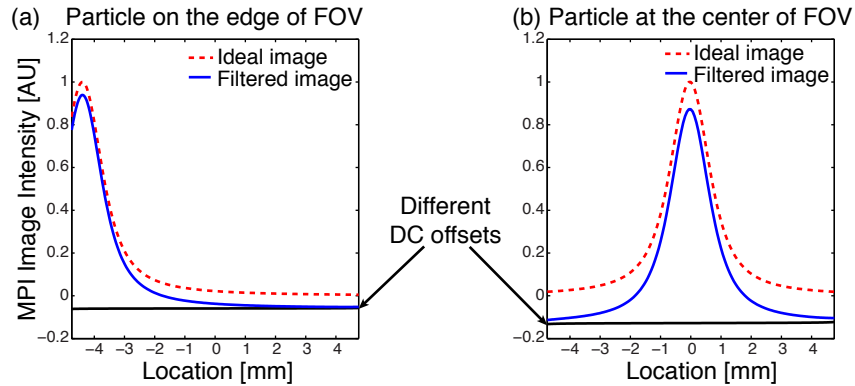 (a) Particle on the edge of FOV
MPI Image Intensity [AU]
1.2
1
0.8
0.6
0.4
0.2
0
−0.2
Ideal image
Filtered image
−4 −3 −2 −1 0 1 2 3 4
Location [mm]
Different
DC offsets
(b) Particle at the center of FOV
1.2
1
0.8
0.6
0.4
0.2
0
−0.2
Ideal image
Filtered image
−4 −3 −2 −1 0 1 2 3 4
Location [mm]